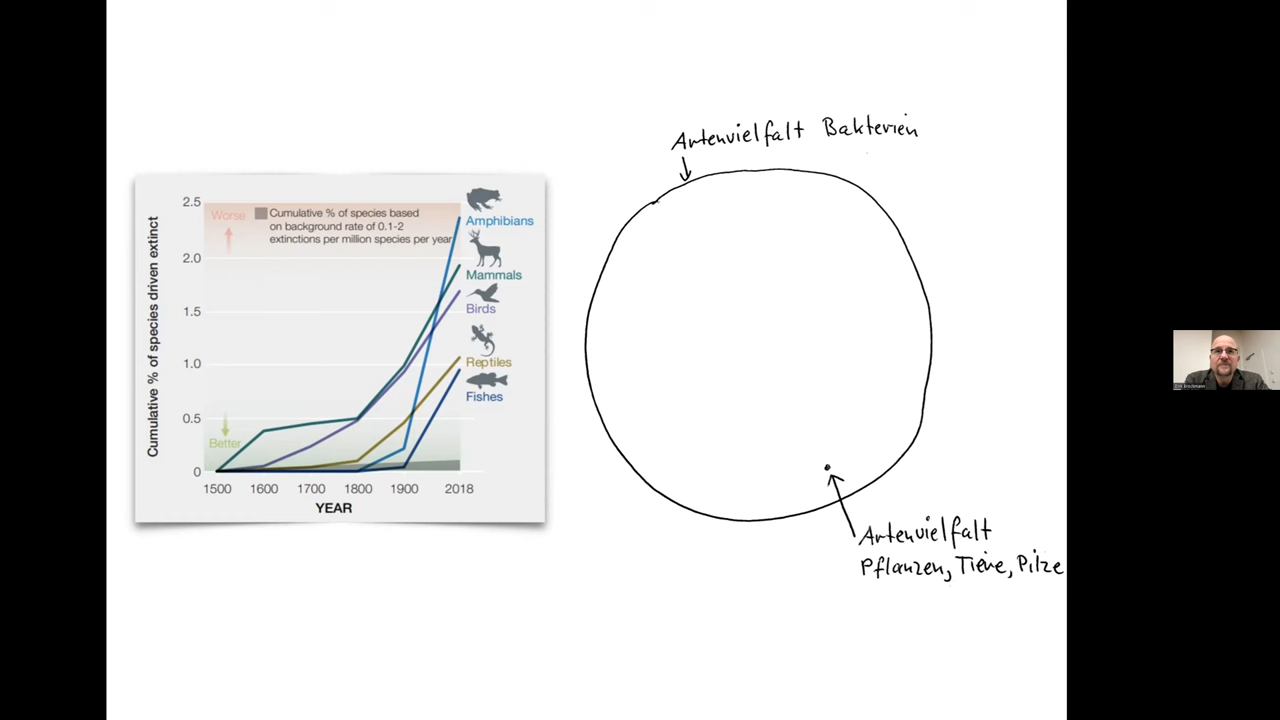 Artenvielfalt Bakterien
2.5
Worse
Cumulative % of species based
on background rate of 0.1-2
extinctions per million species per year
Amphibians
2.0
Mammals
1.5
Birds
1.0
Reptiles
Fishes
0.5
Better
0
Cumulative % of species driven extinct
1500 1600 1700 1800 1900 2018
YEAR
Artenvielfalt
Pflanzen, Tiere, Pilze
Dirk Brockmann